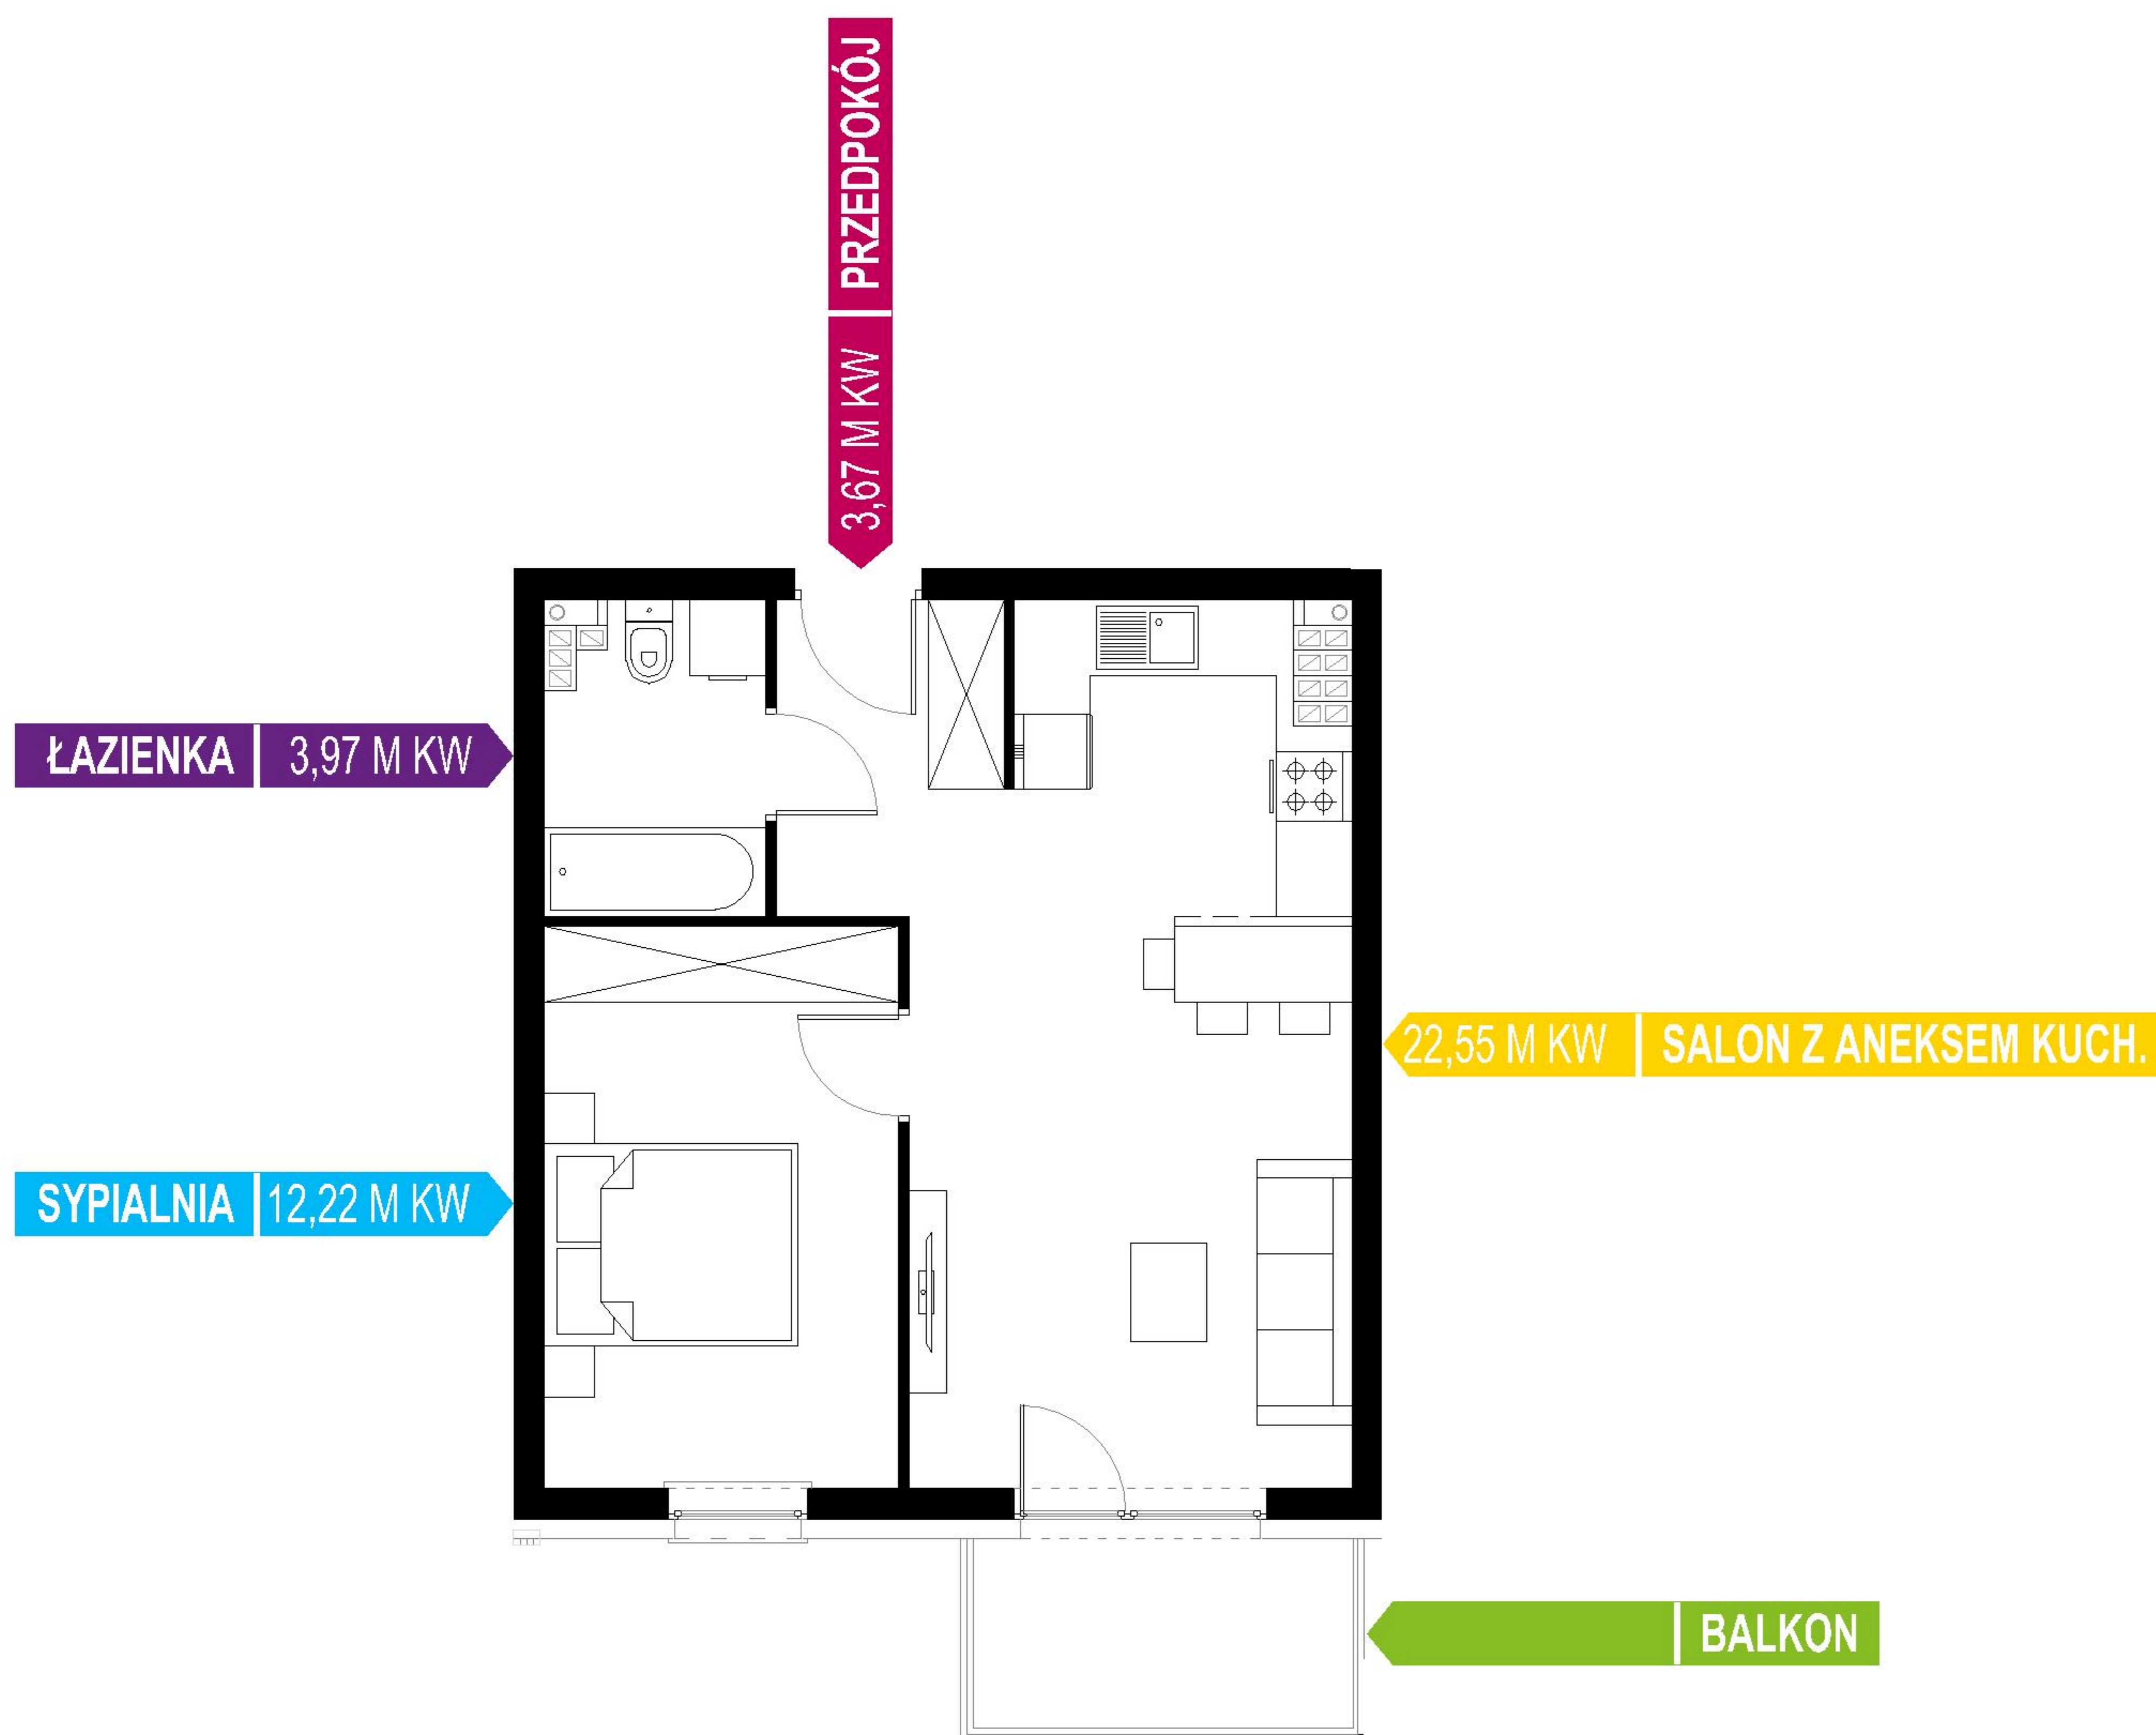 3,67 M KW | PRZEDPOKÓJ
ŁAZIENKA | 3,97 M KW
22,55 M KW | SALON Z ANEKSEM KUCH.
SYPIALNIA | 12,22 M KW
BALKON